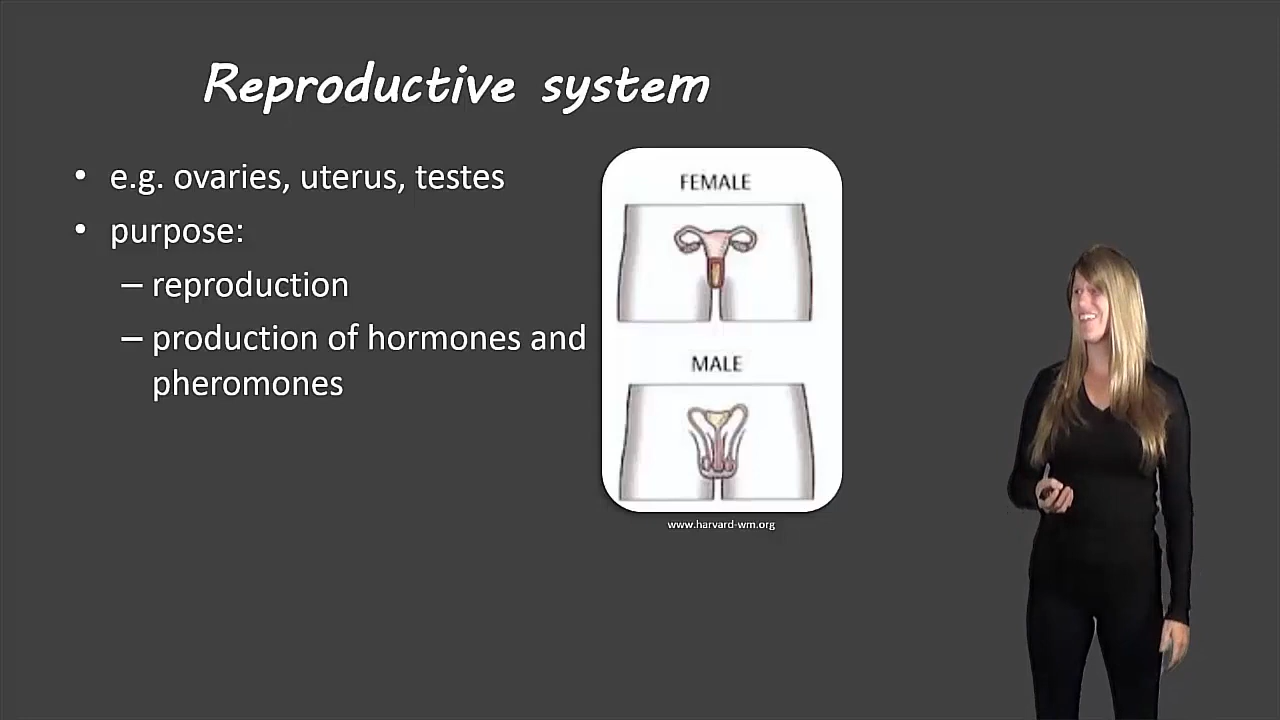 Reproductive system
• e.g. ovaries, uterus, testes
• purpose:
– reproduction
– production of hormones and
pheromones
FEMALE
MALE
www.harvard-wm.org